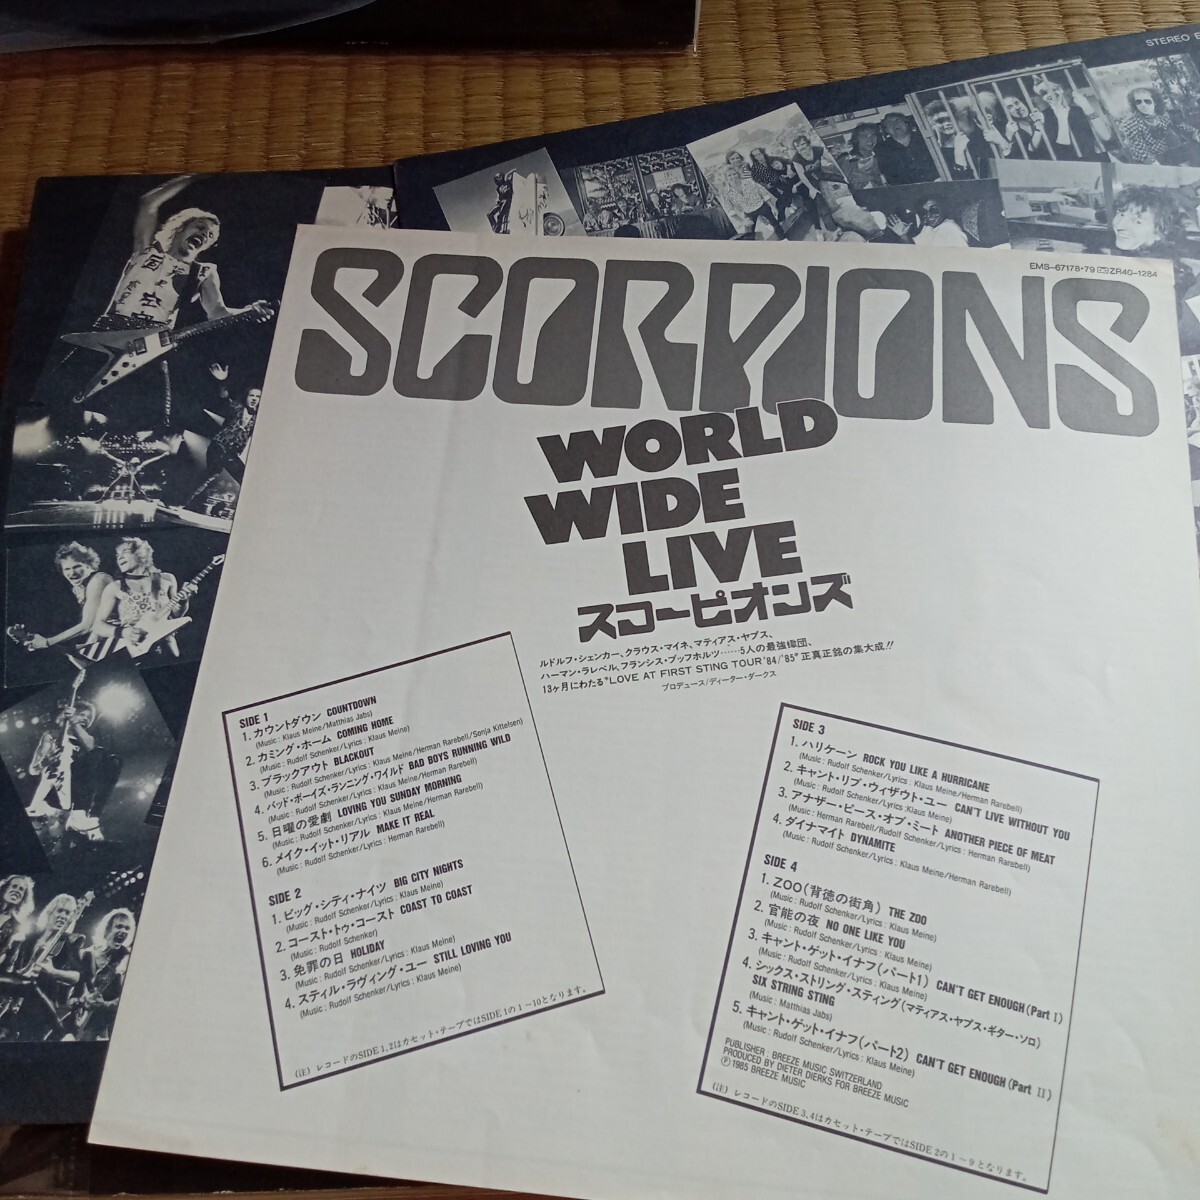 STEREO
SCORPIONS
EMS-67178・79 ZR40-1284
WORLD
WIDE
LIVE
スコーピオンズ
ルドルフ・シェンカー、クラウス・マイネ、マティアス・ヤプス、
ハーマン・ラレベル、フランシス・ブッフホルツ……5人の最強蠍団、
13ヶ月にわたる"LOVE AT FIRST STING TOUR '84/'85" 正真正銘の集大成!!
プロデュース/ディーター・ダークス
SIDE 1
1. カウントダウン COUNTDOWN
(Music : Klaus Meine/Matthias Jabs)
2. カミング・ホーム COMING HOME
(Music : Rudolf Schenker/Lyrics : Klaus Meine)
3. ブラックアウト BLACKOUT
(Music : Rudolf Schenker/Lyrics : Klaus Meine/Herman Rarebell/Sonja Kittelsen)
4. バッド・ボーイズ・ランニング・ワイルド BAD BOYS RUNNING WILD
(Music : Rudolf Schenker/Lyrics : Klaus Meine/Herman Rarebell)
5. 日曜の愛劇 LOVING YOU SUNDAY MORNING
(Music : Rudolf Schenker/Lyrics : Klaus Meine/Herman Rarebell)
6. メイク・イット・リアル MAKE IT REAL
(Music : Rudolf Schenker/Lyrics : Herman Rarebell)
SIDE 2
1. ビッグ・シティ・ナイツ BIG CITY NIGHTS
(Music : Rudolf Schenker/Lyrics : Klaus Meine)
2. コースト・トゥ・コースト COAST TO COAST
(Music : Rudolf Schenker)
3. 免罪の日 HOLIDAY
(Music : Rudolf Schenker/Lyrics : Klaus Meine)
4. スティル・ラヴィング・ユー STILL LOVING YOU
(Music : Rudolf Schenker/Lyrics : Klaus Meine)
(注) レコードのSIDE 1, 2はカセット・テープではSIDE 1の1～10となります。
SIDE 3
1. ハリケーン ROCK YOU LIKE A HURRICANE
(Music : Rudolf Schenker/Lyrics : Klaus Meine/Herman Rarebell)
2. キャント・リブ・ウィザウト・ユー CAN'T LIVE WITHOUT YOU
(Music : Rudolf Schenker/Lyrics :Klaus Meine)
3. アナザー・ピース・オブ・ミート ANOTHER PIECE OF MEAT
(Music : Herman Rarebell/Rudolf Schenker/Lyrics : Herman Rarebell)
4. ダイナマイト DYNAMITE
(Music : Rudolf Schenker/Lyrics : Klaus Meine/Herman Rarebell)
SIDE 4
1. ZOO(背徳の街角) THE ZOO
(Music : Rudolf Schenker/Lyrics : Klaus Meine)
2. 官能の夜 NO ONE LIKE YOU
(Music : Rudolf Schenker/Lyrics : Klaus Meine)
3. キャント・ゲット・イナフ(パート1) CAN'T GET ENOUGH (Part I)
(Music : Rudolf Schenker/Lyrics : Klaus Meine)
4. シックス・ストリング・スティング(マティアス・ヤプス・ギター・ソロ)
SIX STRING STING
(Music : Matthias Jabs)
5. キャント・ゲット・イナフ(パート2) CAN'T GET ENOUGH (Part II)
(Music : Rudolf Schenker/Lyrics : Klaus Meine)
PUBLISHER : BREEZE MUSIC SWITZERLAND
PRODUCED BY DIETER DIERKS FOR BREEZE MUSIC
Ⓟ1985 BREEZE MUSIC
(注) レコードのSIDE 3, 4はカセット・テープではSIDE 2の1～9となります。